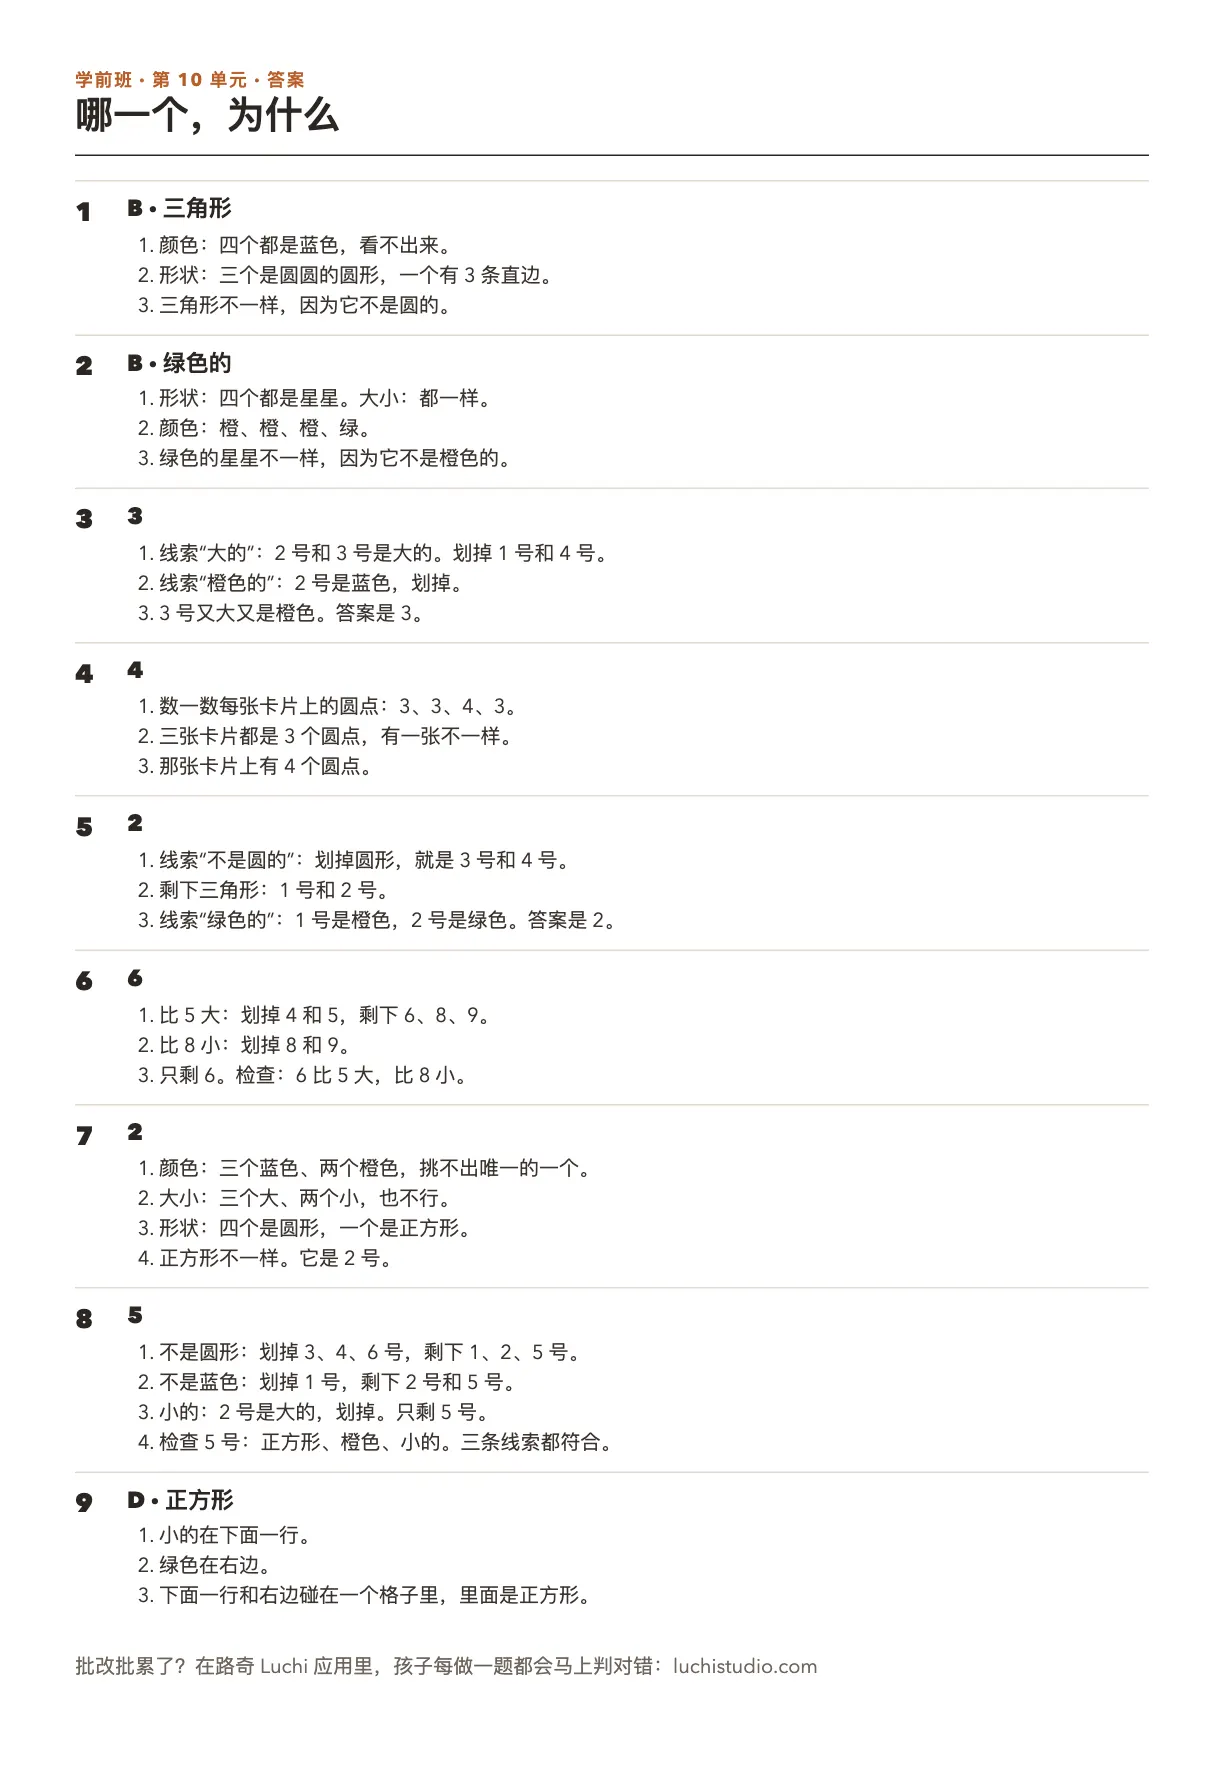 学前班 · 第 10 单元 · 答案
哪一个，为什么
1 B · 三角形
1. 颜色：四个都是蓝色，看不出来。
2. 形状：三个是圆圆的圆形，一个有 3 条直边。
3. 三角形不一样，因为它不是圆的。
2 B · 绿色的
1. 形状：四个都是星星。大小：都一样。
2. 颜色：橙、橙、橙、绿。
3. 绿色的星星不一样，因为它不是橙色的。
3 3
1. 线索“大的”：2 号和 3 号是大的。划掉 1 号和 4 号。
2. 线索“橙色的”：2 号是蓝色，划掉。
3. 3 号又大又是橙色。答案是 3。
4 4
1. 数一数每张卡片上的圆点：3、3、4、3。
2. 三张卡片都是 3 个圆点，有一张不一样。
3. 那张卡片上有 4 个圆点。
5 2
1. 线索“不是圆的”：划掉圆形，就是 3 号和 4 号。
2. 剩下三角形：1 号和 2 号。
3. 线索“绿色的”：1 号是橙色，2 号是绿色。答案是 2。
6 6
1. 比 5 大：划掉 4 和 5，剩下 6、8、9。
2. 比 8 小：划掉 8 和 9。
3. 只剩 6。检查：6 比 5 大，比 8 小。
7 2
1. 颜色：三个蓝色、两个橙色，挑不出唯一的一个。
2. 大小：三个大、两个小，也不行。
3. 形状：四个是圆形，一个是正方形。
4. 正方形不一样。它是 2 号。
8 5
1. 不是圆形：划掉 3、4、6 号，剩下 1、2、5 号。
2. 不是蓝色：划掉 1 号，剩下 2 号和 5 号。
3. 小的：2 号是大的，划掉。只剩 5 号。
4. 检查 5 号：正方形、橙色、小的。三条线索都符合。
9 D · 正方形
1. 小的在下面一行。
2. 绿色在右边。
3. 下面一行和右边碰在一个格子里，里面是正方形。
批改批累了？在路奇 Luchi 应用里，孩子每做一题都会马上判对错：luchistudio.com